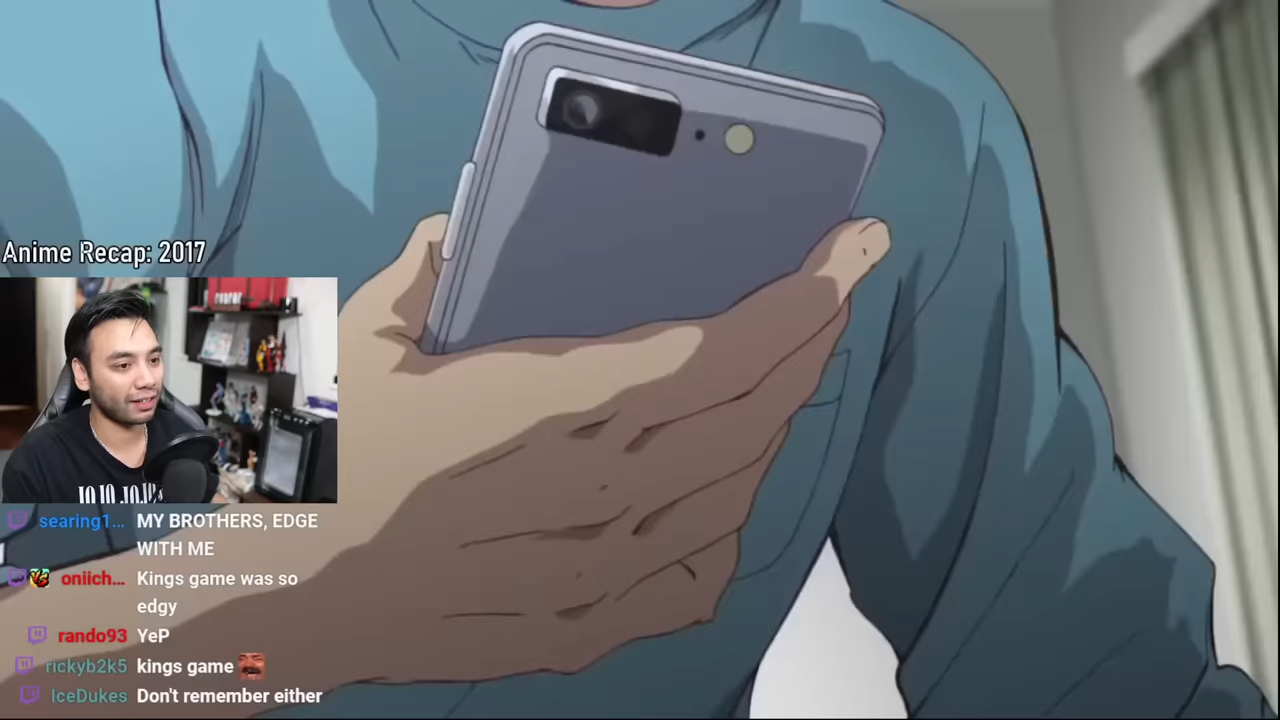 Anime Recap: 2017
searing1... MY BROTHERS, EDGE
WITH ME
oniich... Kings game was so
edgy
rando93 YeP
rickyb2k5 kings game
IceDukes Don't remember either